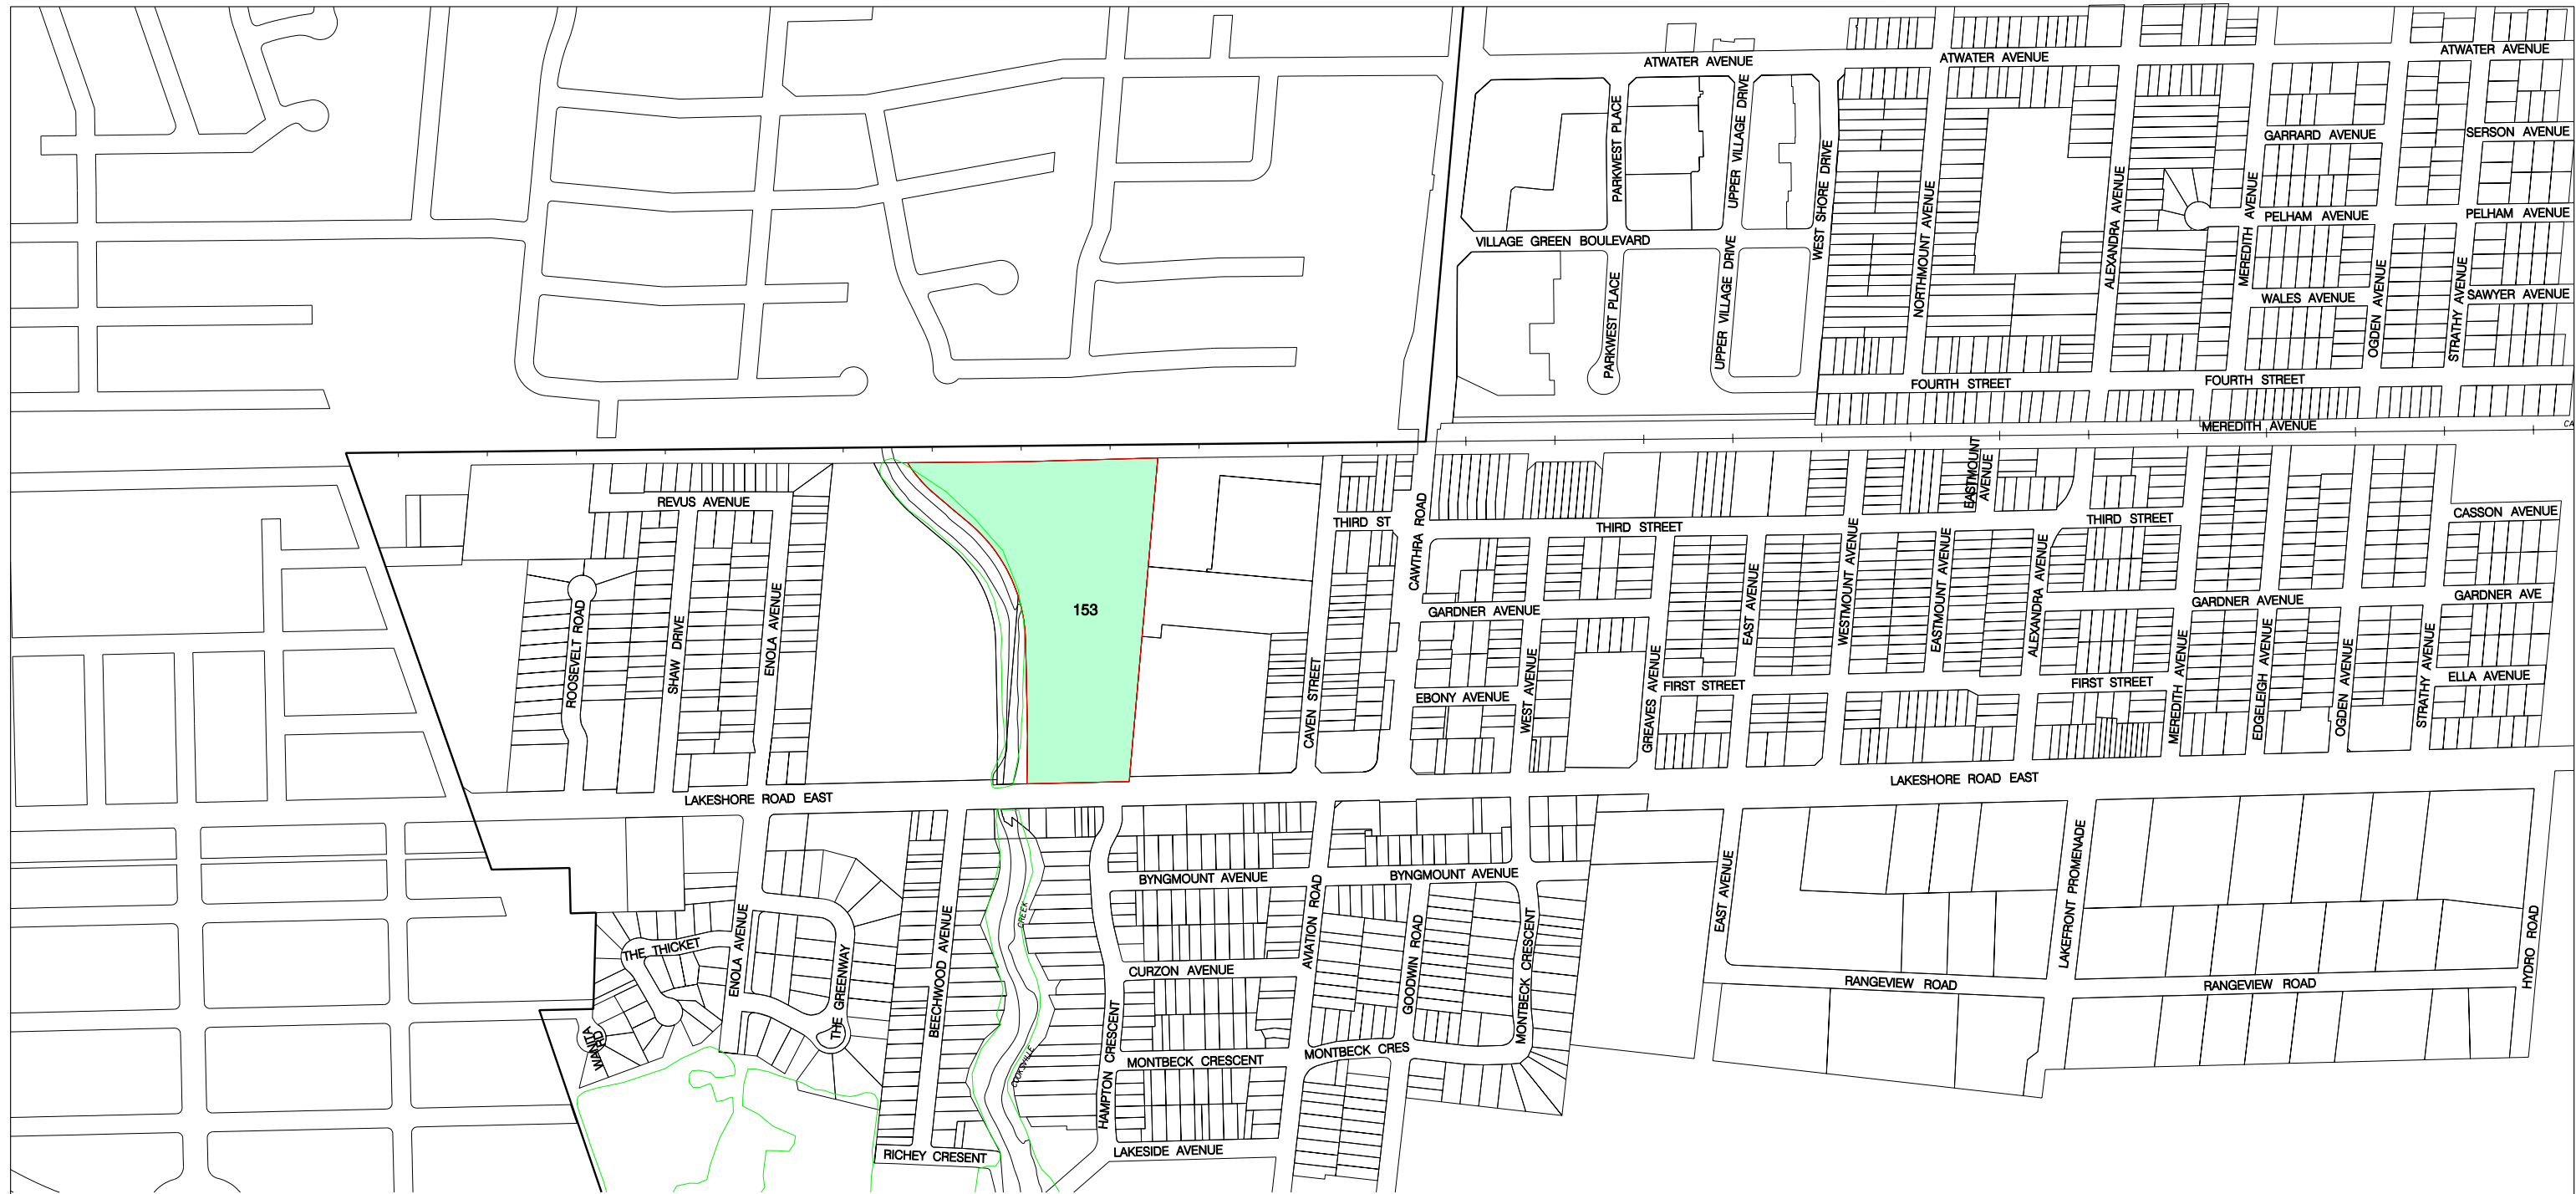 ATWATER AVENUE
ATWATER AVENUE
ATWATER AVENUE
PARKWEST PLACE
UPPER VILLAGE DRIVE
WEST SHORE DRIVE
NORTHMOUNT AVENUE
ALEXANDRA AVENUE
MEREDITH AVENUE
GARRARD AVENUE
SERSON AVENUE
PELHAM AVENUE
PELHAM AVENUE
VILLAGE GREEN BOULEVARD
PARKWEST PLACE
UPPER VILLAGE DRIVE
OGDEN AVENUE
STRATHY AVENUE
WALES AVENUE
SAWYER AVENUE
FOURTH STREET
FOURTH STREET
MEREDITH AVENUE
CA
REVUS AVENUE
THIRD ST
CAWTHRA ROAD
THIRD STREET
EASTMOUNT
AVENUE
THIRD STREET
CASSON AVENUE
ROOSEVELT ROAD
SHAW DRIVE
ENOLA AVENUE
153
GARDNER AVENUE
EAST AVENUE
WESTMOUNT AVENUE
EASTMOUNT AVENUE
ALEXANDRA AVENUE
GARDNER AVENUE
GARDNER AVE
CAVEN STREET
EBONY AVENUE
WEST AVENUE
GREAVES AVENUE
FIRST STREET
FIRST STREET
MEREDITH AVENUE
EDGELEIGH AVENUE
OGDEN AVENUE
STRATHY AVENUE
ELLA AVENUE
LAKESHORE ROAD EAST
LAKESHORE ROAD EAST
BYNGMOUNT AVENUE
BYNGMOUNT AVENUE
EAST AVENUE
LAKEFRONT PROMENADE
HYDRO ROAD
THE THICKET
ENOLA AVENUE
THE GREENWAY
BEECHWOOD AVENUE
CREEK
AVIATION ROAD
GOODWIN ROAD
MONTBECK CRESCENT
CURZON AVENUE
RANGEVIEW ROAD
RANGEVIEW ROAD
WANITA
RD
COOKSVILLE
HAMPTON CRESCENT
MONTBECK CRESCENT
MONTBECK CRES
RICHEY CRESENT
LAKESIDE AVENUE